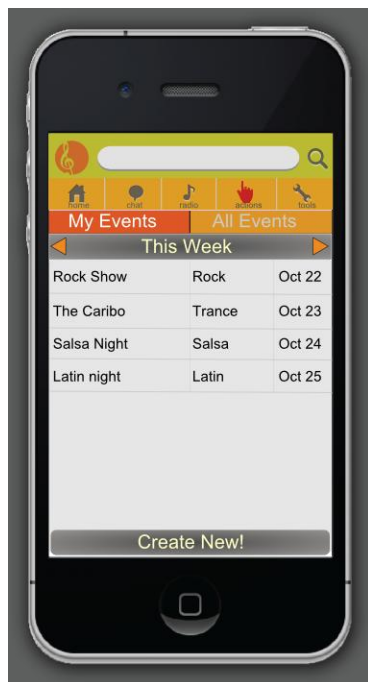 home chat radio actions tools
My Events All Events
This Week
Rock Show Rock Oct 22
The Caribo Trance Oct 23
Salsa Night Salsa Oct 24
Latin night Latin Oct 25
Create New!